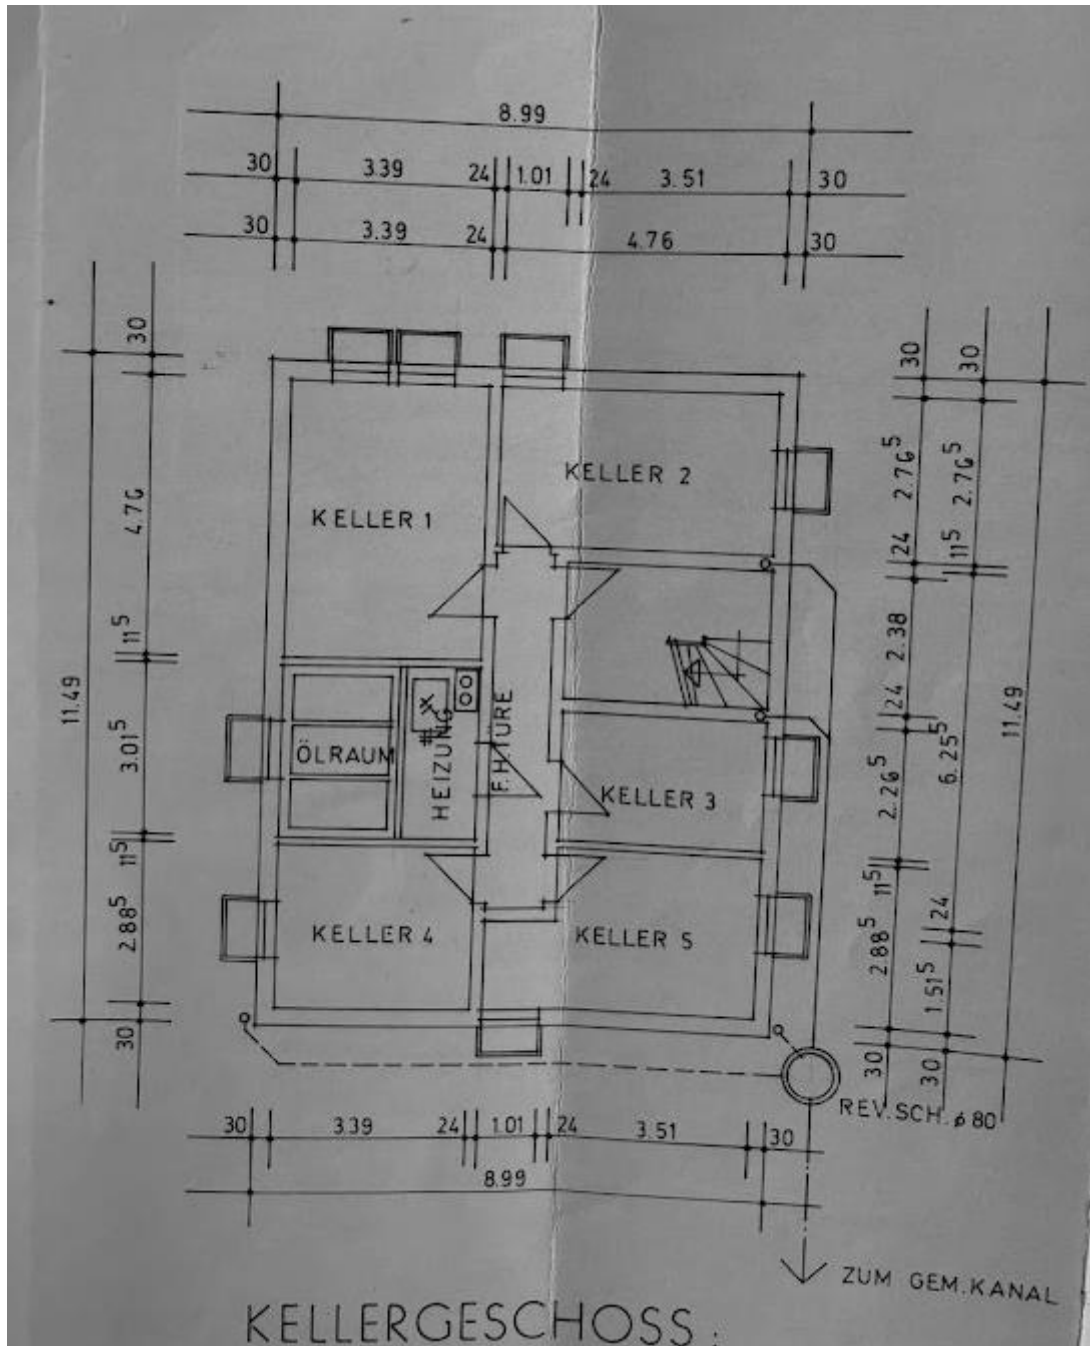 8.99
30 3.39 24 1.01 24 3.51 30
30 3.39 24 4.76 30
30
30 30
4.76
2.76⁵ 2.76⁵
KELLER 2
KELLER 1
24 11⁵
11⁵
2.38
11.49
24
11.49
3.01⁵
ÖLRAUM
HEIZUNG
F.H.TÜRE
KELLER 3
2.26⁵
6.25⁵
11⁵
11⁵
2.88⁵
KELLER 4
KELLER 5
2.88⁵
24
1.51⁵
30
30 30
REV.SCH. ⌀ 80
30 3.39 24 1.01 24 3.51 30
8.99
ZUM GEM.KANAL
KELLERGESCHOSS :